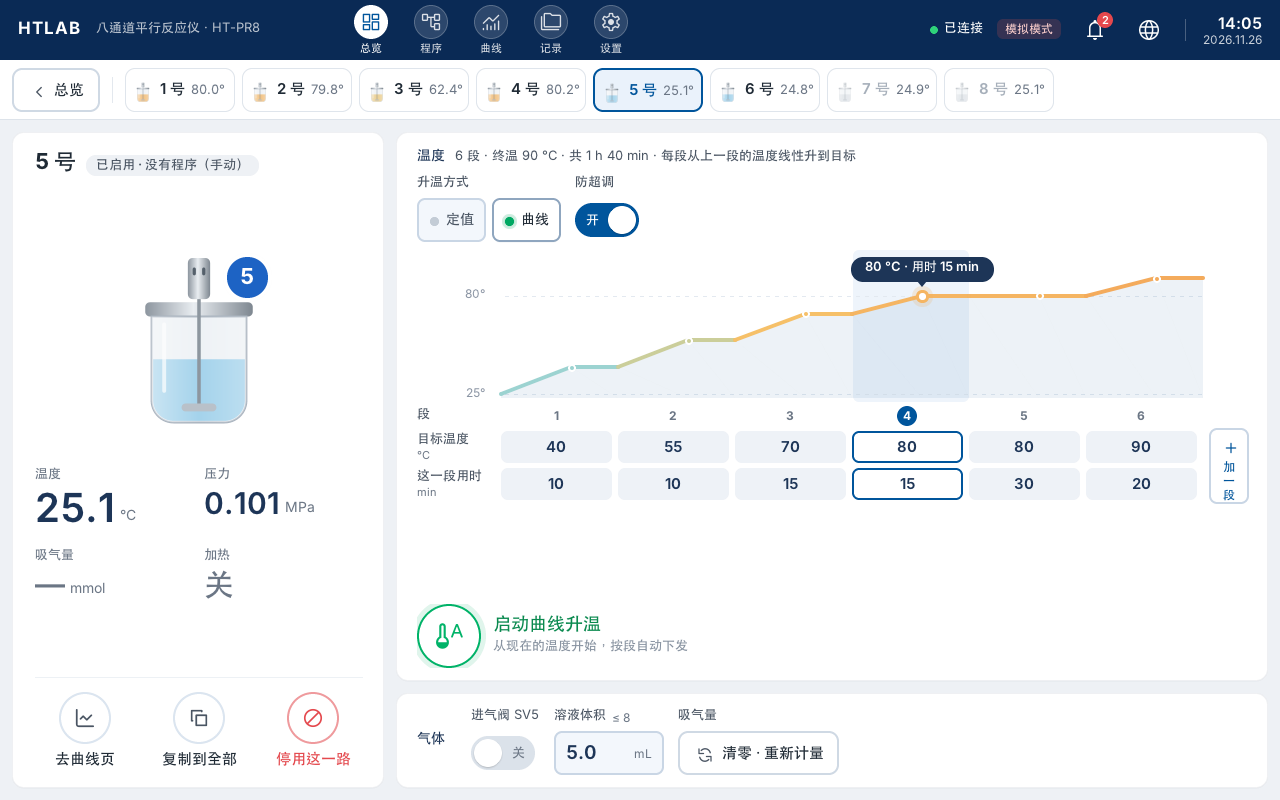 HTLAB 八通道平行反应仪 · HT-PR8 总览 程序 曲线 记录 设置 已连接 模拟模式 2 14:05
2026.11.26
总览 1 号 80.0° 2 号 79.8° 3 号 62.4° 4 号 80.2° 5 号 25.1° 6 号 24.8° 7 号 24.9° 8 号 25.1°
5 号 已启用 · 没有程序（手动）
5
温度 压力
25.1 °C 0.101 MPa
吸气量 加热
— mmol 关
去曲线页 复制到全部 停用这一路
温度 6 段 · 终温 90 °C · 共 1 h 40 min · 每段从上一段的温度线性升到目标
升温方式 防超调
定值 曲线 开
80 °C · 用时 15 min
80°
25°
段 1 2 3 4 5 6
目标温度 40 55 70 80 80 90
°C
这一段用时 10 10 15 15 30 20
min
+
加
一
段
A
启动曲线升温
从现在的温度开始 · 按段自动下发
气体
进气阀 SV5 溶液体积 ≤ 8 吸气量
关 5.0 mL 清零 · 重新计量